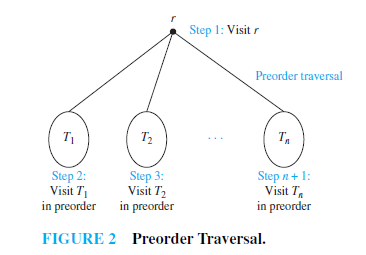 r
Step 1: Visit r
Preorder traversal
T1 T2 . . . Tn
Step 2: Step 3: Step n + 1:
Visit T1 Visit T2 Visit Tn
in preorder in preorder in preorder
FIGURE 2 Preorder Traversal.